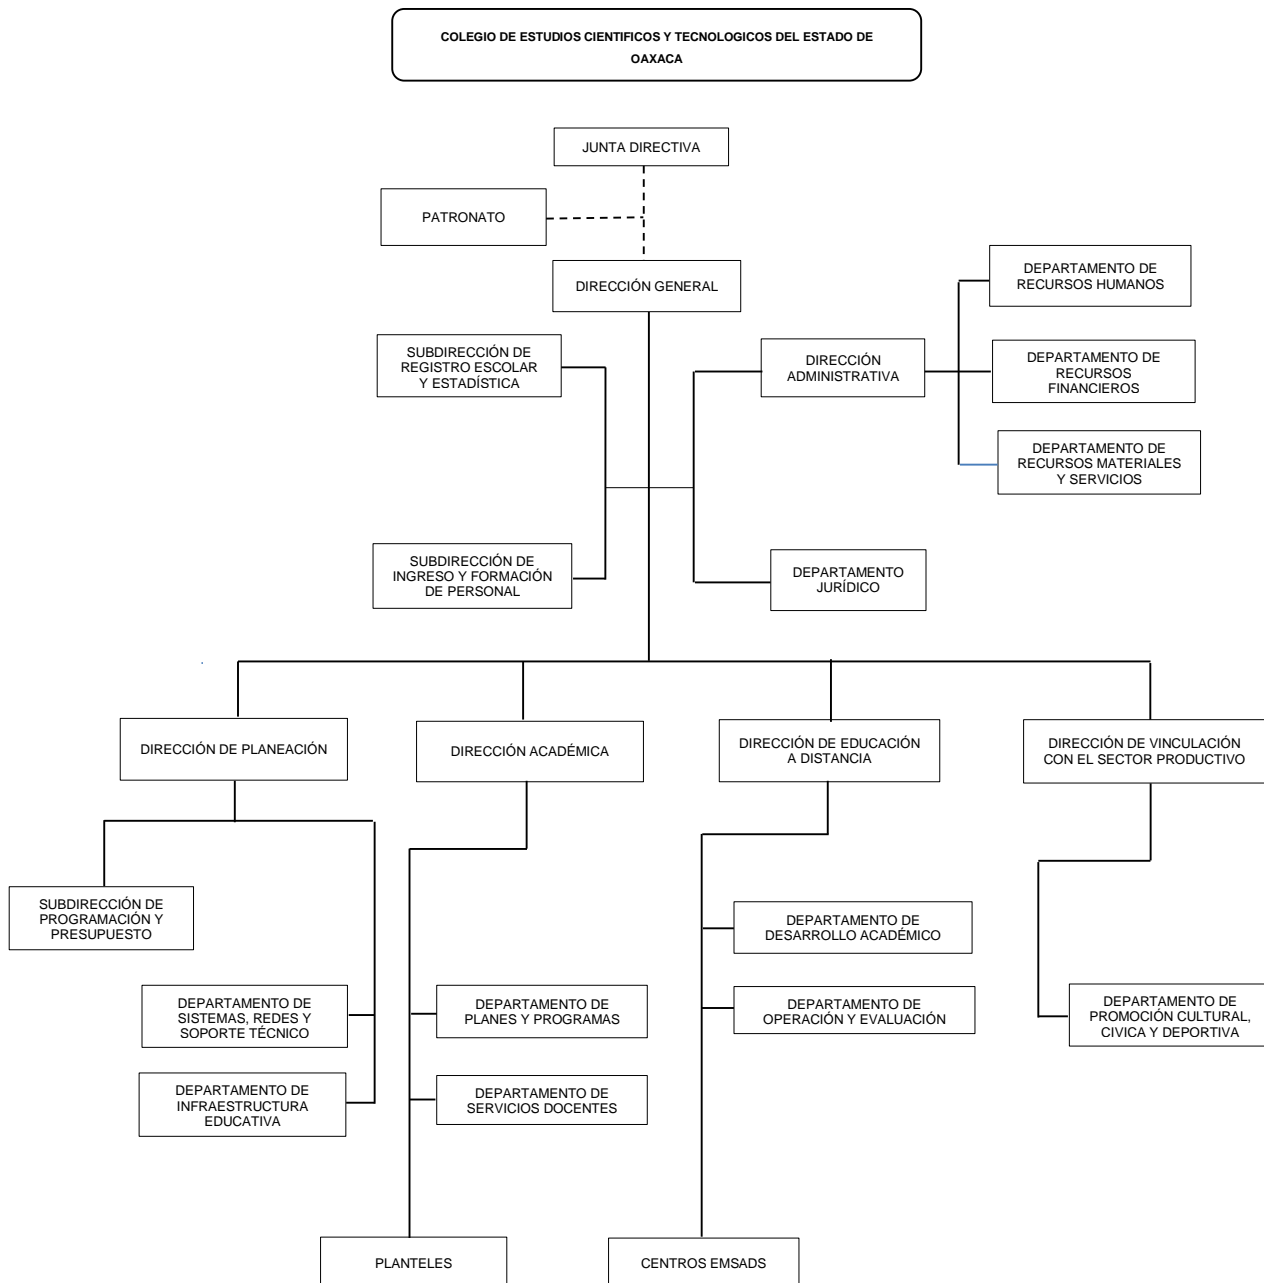 COLEGIO DE ESTUDIOS CIENTIFICOS Y TECNOLOGICOS DEL ESTADO DE
OAXACA
JUNTA DIRECTIVA
PATRONATO
DIRECCIÓN GENERAL
DEPARTAMENTO DE
RECURSOS HUMANOS
SUBDIRECCIÓN DE
REGISTRO ESCOLAR
Y ESTADÍSTICA
DIRECCIÓN
ADMINISTRATIVA
DEPARTAMENTO DE
RECURSOS
FINANCIEROS
DEPARTAMENTO DE
RECURSOS MATERIALES
Y SERVICIOS
SUBDIRECCIÓN DE
INGRESO Y FORMACIÓN
DE PERSONAL
DEPARTAMENTO
JURÍDICO
DIRECCIÓN DE PLANEACIÓN
DIRECCIÓN ACADÉMICA
DIRECCIÓN DE EDUCACIÓN
A DISTANCIA
DIRECCIÓN DE VINCULACIÓN
CON EL SECTOR PRODUCTIVO
SUBDIRECCIÓN DE
PROGRAMACIÓN Y
PRESUPUESTO
DEPARTAMENTO DE
DESARROLLO ACADÉMICO
DEPARTAMENTO DE
SISTEMAS, REDES Y
SOPORTE TÉCNICO
DEPARTAMENTO DE
PLANES Y PROGRAMAS
DEPARTAMENTO DE
OPERACIÓN Y EVALUACIÓN
DEPARTAMENTO DE
PROMOCIÓN CULTURAL,
CIVICA Y DEPORTIVA
DEPARTAMENTO DE
INFRAESTRUCTURA
EDUCATIVA
DEPARTAMENTO DE
SERVICIOS DOCENTES
PLANTELES
CENTROS EMSADS